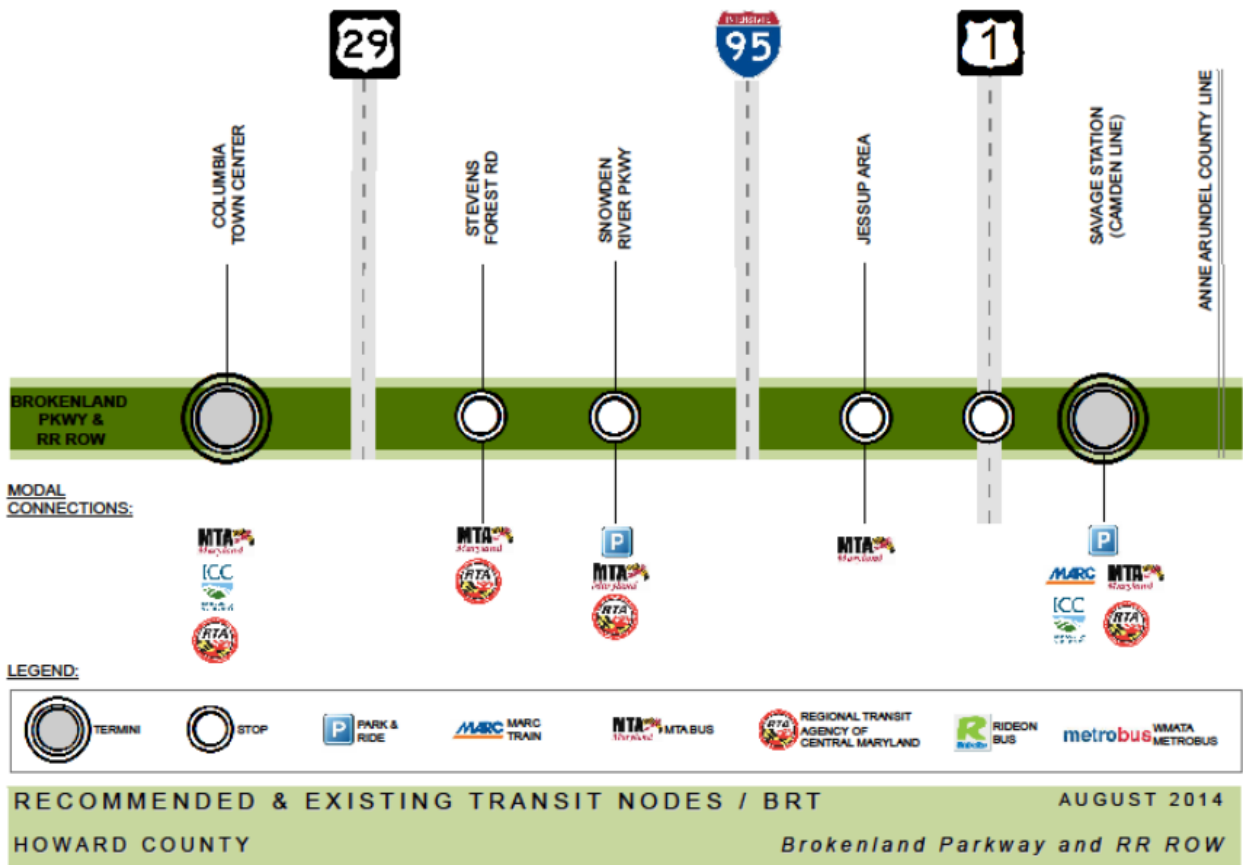 29
INTERSTATE
95
1
COLUMBIA
TOWN CENTER
STEVENS
FOREST RD
SNOWDEN
RIVER PKWY
JESSUP AREA
SAVAGE STATION
(CAMDEN LINE)
ANNE ARUNDEL COUNTY LINE
BROKENLAND
PKWY &
RR ROW
MODAL
CONNECTIONS:
MTA
Maryland
ICC
RTA
MTA
Maryland
RTA
P
MTA
Maryland
RTA
MTA
Maryland
P
MARC
MTA
Maryland
ICC
RTA
LEGEND:
TERMINI
STOP
P
PARK &
RIDE
MARC
MARC
TRAIN
MTA
Maryland
MTA BUS
RTA
REGIONAL TRANSIT
AGENCY OF
CENTRAL MARYLAND
R
RideOn
RIDEON
BUS
metrobus
WMATA
METROBUS
RECOMMENDED & EXISTING TRANSIT NODES / BRT
AUGUST 2014
HOWARD COUNTY
Brokenland Parkway and RR ROW